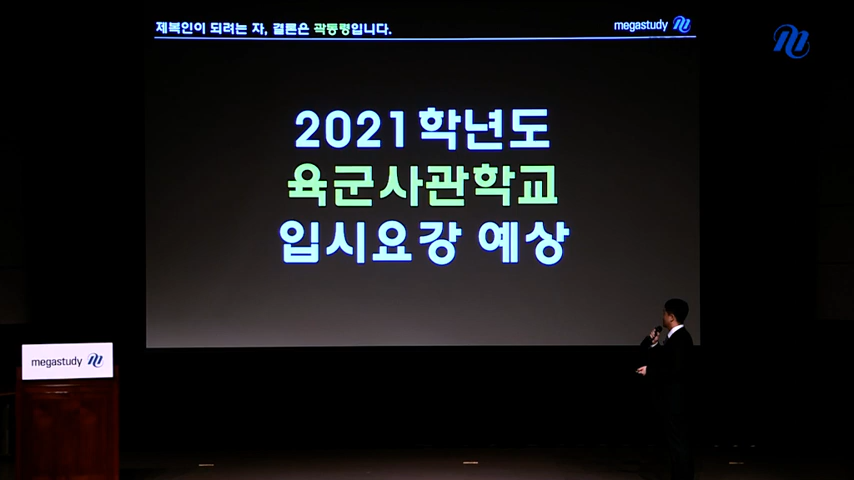 제복인이 되려는 자, 결론은 곽동령입니다.
megastudy
2021학년도
육군사관학교
입시요강 예상
megastudy